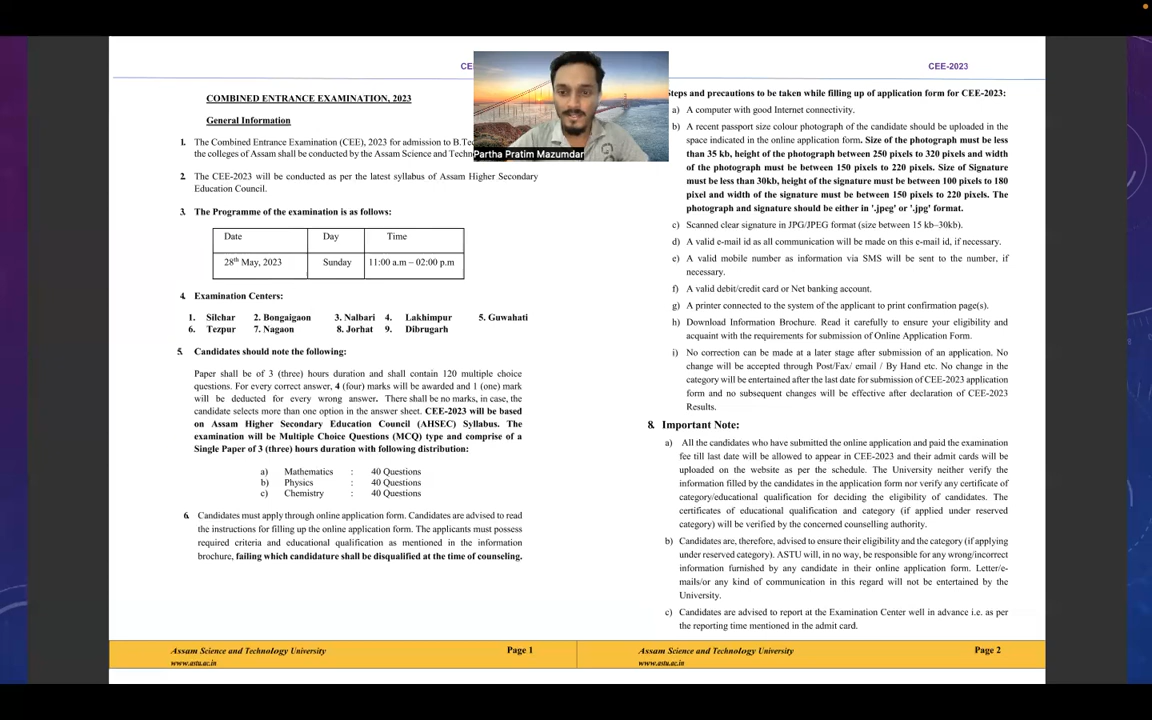 CE
COMBINED ENTRANCE EXAMINATION, 2023
General Information
1. The Combined Entrance Examination (CEE), 2023 for admission to B.Te
the colleges of Assam shall be conducted by the Assam Science and Techn
2. The CEE-2023 will be conducted as per the latest syllabus of Assam Higher Secondary
Education Council.
3. The Programme of the examination is as follows:
Date Day Time
28th May, 2023 Sunday 11:00 a.m – 02:00 p.m
4. Examination Centers:
1. Silchar 2. Bongaigaon 3. Nalbari 4. Lakhimpur 5. Guwahati
6. Tezpur 7. Nagaon 8. Jorhat 9. Dibrugarh
5. Candidates should note the following:
Paper shall be of 3 (three) hours duration and shall contain 120 multiple choice
questions. For every correct answer, 4 (four) marks will be awarded and 1 (one) mark
will be deducted for every wrong answer. There shall be no marks, in case, the
candidate selects more than one option in the answer sheet. CEE-2023 will be based
on Assam Higher Secondary Education Council (AHSEC) Syllabus. The
examination will be Multiple Choice Questions (MCQ) type and comprise of a
Single Paper of 3 (three) hours duration with following distribution:
a) Mathematics : 40 Questions
b) Physics : 40 Questions
c) Chemistry : 40 Questions
6. Candidates must apply through online application form. Candidates are advised to read
the instructions for filling up the online application form. The applicants must possess
required criteria and educational qualification as mentioned in the information
brochure, failing which candidature shall be disqualified at the time of counseling.
Assam Science and Technology University Page 1
www.astu.ac.in
Partha Pratim Mazumdar
CEE-2023
Steps and precautions to be taken while filling up of application form for CEE-2023:
a) A computer with good Internet connectivity.
b) A recent passport size colour photograph of the candidate should be uploaded in the
space indicated in the online application form. Size of the photograph must be less
than 35 kb, height of the photograph between 250 pixels to 320 pixels and width
of the photograph must be between 150 pixels to 220 pixels. Size of Signature
must be less than 30kb, height of the signature must be between 100 pixels to 180
pixel and width of the signature must be between 150 pixels to 220 pixels. The
photograph and signature should be either in '.jpeg' or '.jpg' format.
c) Scanned clear signature in JPG/JPEG format (size between 15 kb–30kb).
d) A valid e-mail id as all communication will be made on this e-mail id, if necessary.
e) A valid mobile number as information via SMS will be sent to the number, if
necessary.
f) A valid debit/credit card or Net banking account.
g) A printer connected to the system of the applicant to print confirmation page(s).
h) Download Information Brochure. Read it carefully to ensure your eligibility and
acquaint with the requirements for submission of Online Application Form.
i) No correction can be made at a later stage after submission of an application. No
change will be accepted through Post/Fax/ email / By Hand etc. No change in the
category will be entertained after the last date for submission of CEE-2023 application
form and no subsequent changes will be effective after declaration of CEE-2023
Results.
8. Important Note:
a) All the candidates who have submitted the online application and paid the examination
fee till last date will be allowed to appear in CEE-2023 and their admit cards will be
uploaded on the website as per the schedule. The University neither verify the
information filled by the candidates in the application form nor verify any certificate of
category/educational qualification for deciding the eligibility of candidates. The
certificates of educational qualification and category (if applied under reserved
category) will be verified by the concerned counselling authority.
b) Candidates are, therefore, advised to ensure their eligibility and the category (if applying
under reserved category). ASTU will, in no way, be responsible for any wrong/incorrect
information furnished by any candidate in their online application form. Letter/e-
mails/or any kind of communication in this regard will not be entertained by the
University.
c) Candidates are advised to report at the Examination Center well in advance i.e. as per
the reporting time mentioned in the admit card.
Assam Science and Technology University Page 2
www.astu.ac.in